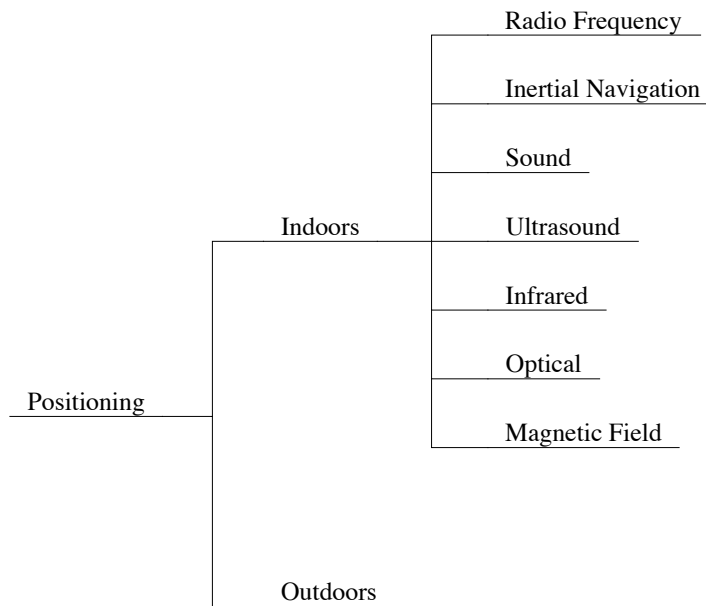 Radio Frequency
Inertial Navigation
Sound
Indoors
Ultrasound
Infrared
Optical
Positioning
Magnetic Field
Outdoors